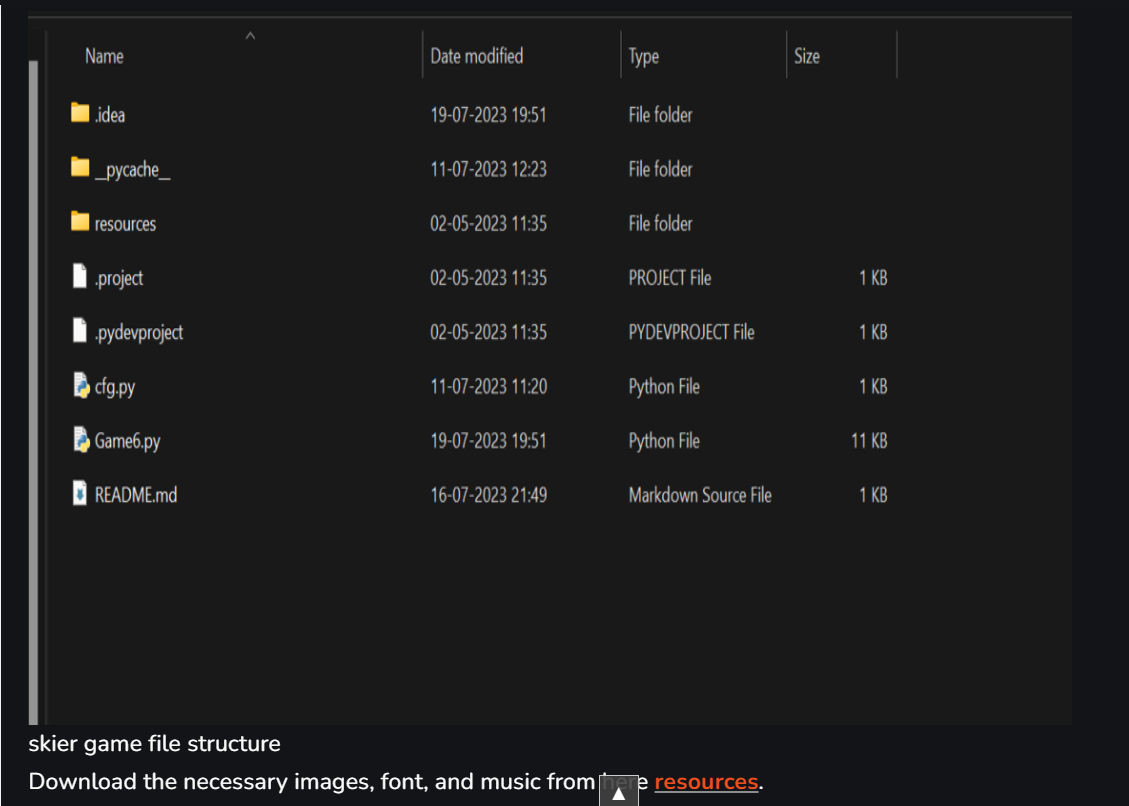 Name Date modified Type Size
.idea 19-07-2023 19:51 File folder
__pycache__ 11-07-2023 12:23 File folder
resources 02-05-2023 11:35 File folder
.project 02-05-2023 11:35 PROJECT File 1 KB
.pydevproject 02-05-2023 11:35 PYDEVPROJECT File 1 KB
cfg.py 11-07-2023 11:20 Python File 1 KB
Game6.py 19-07-2023 19:51 Python File 11 KB
README.md 16-07-2023 21:49 Markdown Source File 1 KB
skier game file structure
Download the necessary images, font, and music from here resources.